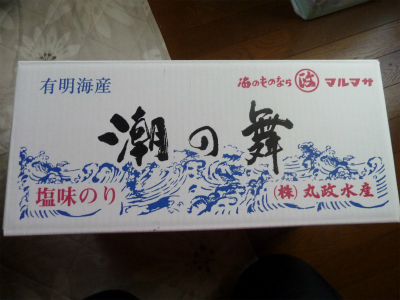 有明海産
海のものなら 政 マルマサ
潮の舞
塩味のり
(株)丸政水産